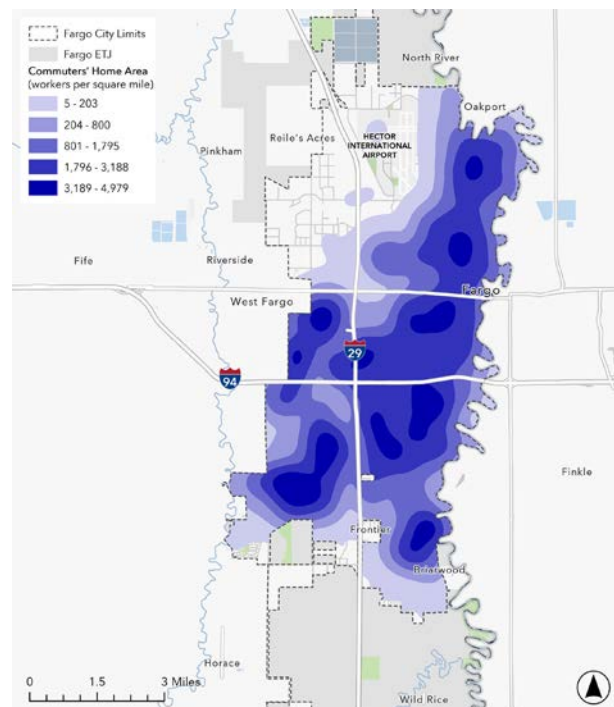 Fargo City Limits
Fargo ETJ
Commuters' Home Area
(workers per square mile)
5 - 203
204 - 800
801 - 1,795
1,796 - 3,188
3,189 - 4,979
North River
Oakport
Reile's Acres
HECTOR
INTERNATIONAL
AIRPORT
Pinkham
Fife
Riverside
West Fargo
Fargo
29
94
Finkle
Frontier
Briarwood
Horace
Wild Rice
0 1.5 3 Miles